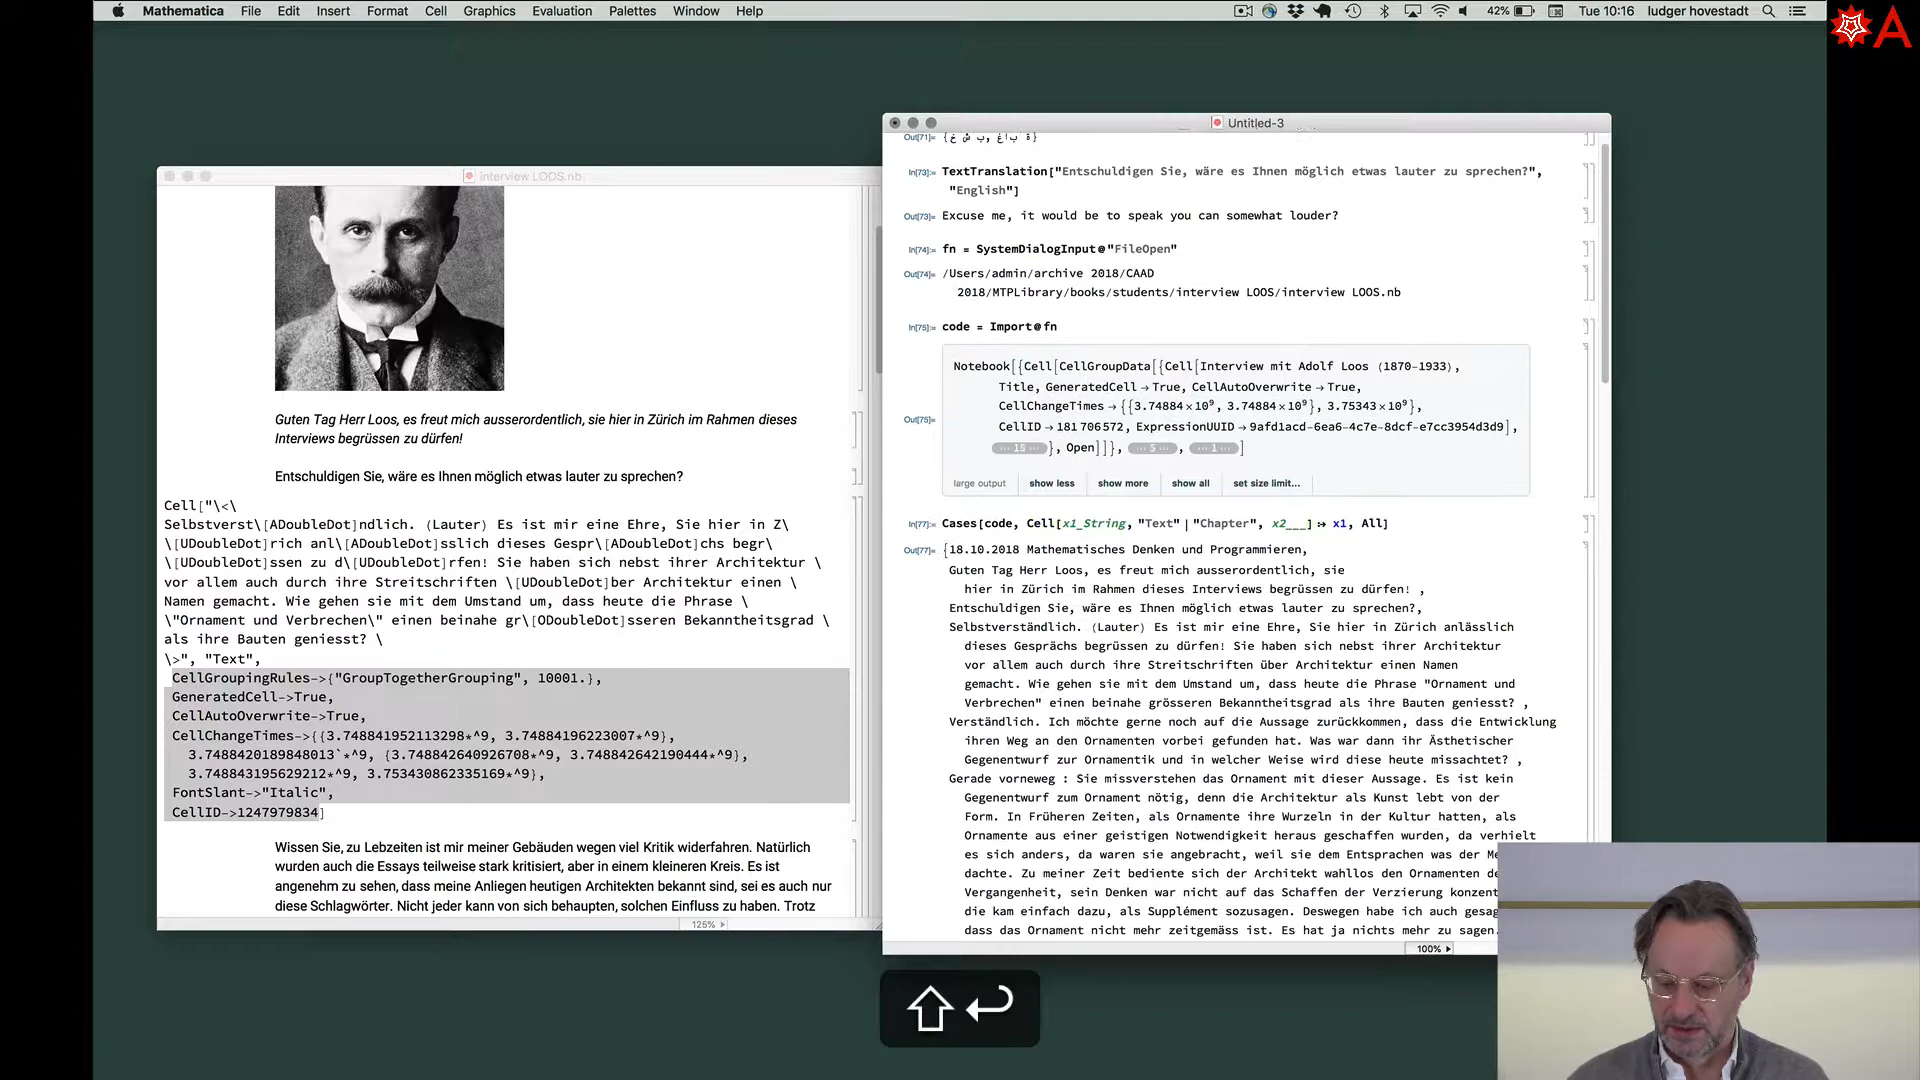 Mathematica File Edit Insert Format Cell Graphics Evaluation Palettes Window Help
42% Tue 10:16 ludger hovestadt
A
interview LOOS.nb
Guten Tag Herr Loos, es freut mich ausserordentlich, sie hier in Zürich im Rahmen dieses
Interviews begrüssen zu dürfen!
Entschuldigen Sie, wäre es Ihnen möglich etwas lauter zu sprechen?
Cell["\<\
Selbstverst\[ADoubleDot]ndlich. (Lauter) Es ist mir eine Ehre, Sie hier in Z\
\[UDoubleDot]rich anl\[ADoubleDot]sslich dieses Gespr\[ADoubleDot]chs begr\
\[UDoubleDot]ssen zu d\[UDoubleDot]rfen! Sie haben sich nebst ihrer Architektur \
vor allem auch durch ihre Streitschriften \[UDoubleDot]ber Architektur einen \
Namen gemacht. Wie gehen sie mit dem Umstand um, dass heute die Phrase \
\"Ornament und Verbrechen\" einen beinahe gr\[ODoubleDot]sseren Bekanntheitsgrad \
als ihre Bauten geniesst? \
\>", "Text",
CellGroupingRules->{"GroupTogetherGrouping", 10001.},
GeneratedCell->True,
CellAutoOverwrite->True,
CellChangeTimes->{{3.748841952113298*^9, 3.74884196223007*^9},
3.7488420189848013`*^9, {3.748842640926708*^9, 3.748842642190444*^9},
3.748843195629212*^9, 3.753430862335169*^9},
FontSlant->"Italic",
CellID->1247979834]
Wissen Sie, zu Lebzeiten ist mir meiner Gebäuden wegen viel Kritik widerfahren. Natürlich
wurden auch die Essays teilweise stark kritisiert, aber in einem kleineren Kreis. Es ist
angenehm zu sehen, dass meine Anliegen heutigen Architekten bekannt sind, sei es auch nur
diese Schlagwörter. Nicht jeder kann von sich behaupten, solchen Einfluss zu haben. Trotz
125%
Untitled-3
Out[71]=
In[73]:= TextTranslation["Entschuldigen Sie, wäre es Ihnen möglich etwas lauter zu sprechen?",
"English"]
Out[73]= Excuse me, it would be to speak you can somewhat louder?
In[74]:= fn = SystemDialogInput@"FileOpen"
Out[74]= /Users/admin/archive 2018/CAAD
2018/MTPLibrary/books/students/interview LOOS/interview LOOS.nb
In[75]:= code = Import@fn
Notebook[{Cell[CellGroupData[{Cell[Interview mit Adolf Loos (1870-1933),
Title, GeneratedCell→True, CellAutoOverwrite→True,
CellChangeTimes→{{3.74884×10⁹, 3.74884×10⁹}, 3.75343×10⁹},
Out[75]= CellID→181706572, ExpressionUUID→9afd1acd-6ea6-4c7e-8dcf-e7cc3954d3d9],
... 15 ...}, Open]]}, ... 5 ..., ... 1 ...]
large output show less show more show all set size limit...
In[77]:= Cases[code, Cell[x1_String, "Text" | "Chapter", x2___] :> x1, All]
Out[77]= {18.10.2018 Mathematisches Denken und Programmieren,
Guten Tag Herr Loos, es freut mich ausserordentlich, sie
hier in Zürich im Rahmen dieses Interviews begrüssen zu dürfen! ,
Entschuldigen Sie, wäre es Ihnen möglich etwas lauter zu sprechen?,
Selbstverständlich. (Lauter) Es ist mir eine Ehre, Sie hier in Zürich anlässlich
dieses Gesprächs begrüssen zu dürfen! Sie haben sich nebst ihrer Architektur
vor allem auch durch ihre Streitschriften über Architektur einen Namen
gemacht. Wie gehen sie mit dem Umstand um, dass heute die Phrase "Ornament und
Verbrechen" einen beinahe grösseren Bekanntheitsgrad als ihre Bauten geniesst? ,
Verständlich. Ich möchte gerne noch auf die Aussage zurückkommen, dass die Entwicklung
ihren Weg an den Ornamenten vorbei gefunden hat. Was war dann ihr Ästhetischer
Gegenentwurf zur Ornamentik und in welcher Weise wird diese heute missachtet? ,
Gerade vorneweg : Sie missverstehen das Ornament mit dieser Aussage. Es ist kein
Gegenentwurf zum Ornament nötig, denn die Architektur als Kunst lebt von der
Form. In Früheren Zeiten, als Ornamente ihre Wurzeln in der Kultur hatten, als
Ornamente aus einer geistigen Notwendigkeit heraus geschaffen wurden, da verhielt
es sich anders, da waren sie angebracht, weil sie dem Entsprachen was der
dachte. Zu meiner Zeit bediente sich der Architekt wahllos den Ornamenten
Vergangenheit, sein Denken war nicht auf das Schaffen der Verzierung
die kam einfach dazu, als Supplément sozusagen. Deswegen habe ich auch
dass das Ornament nicht mehr zeitgemäss ist. Es hat ja nichts mehr zu sagen
100%